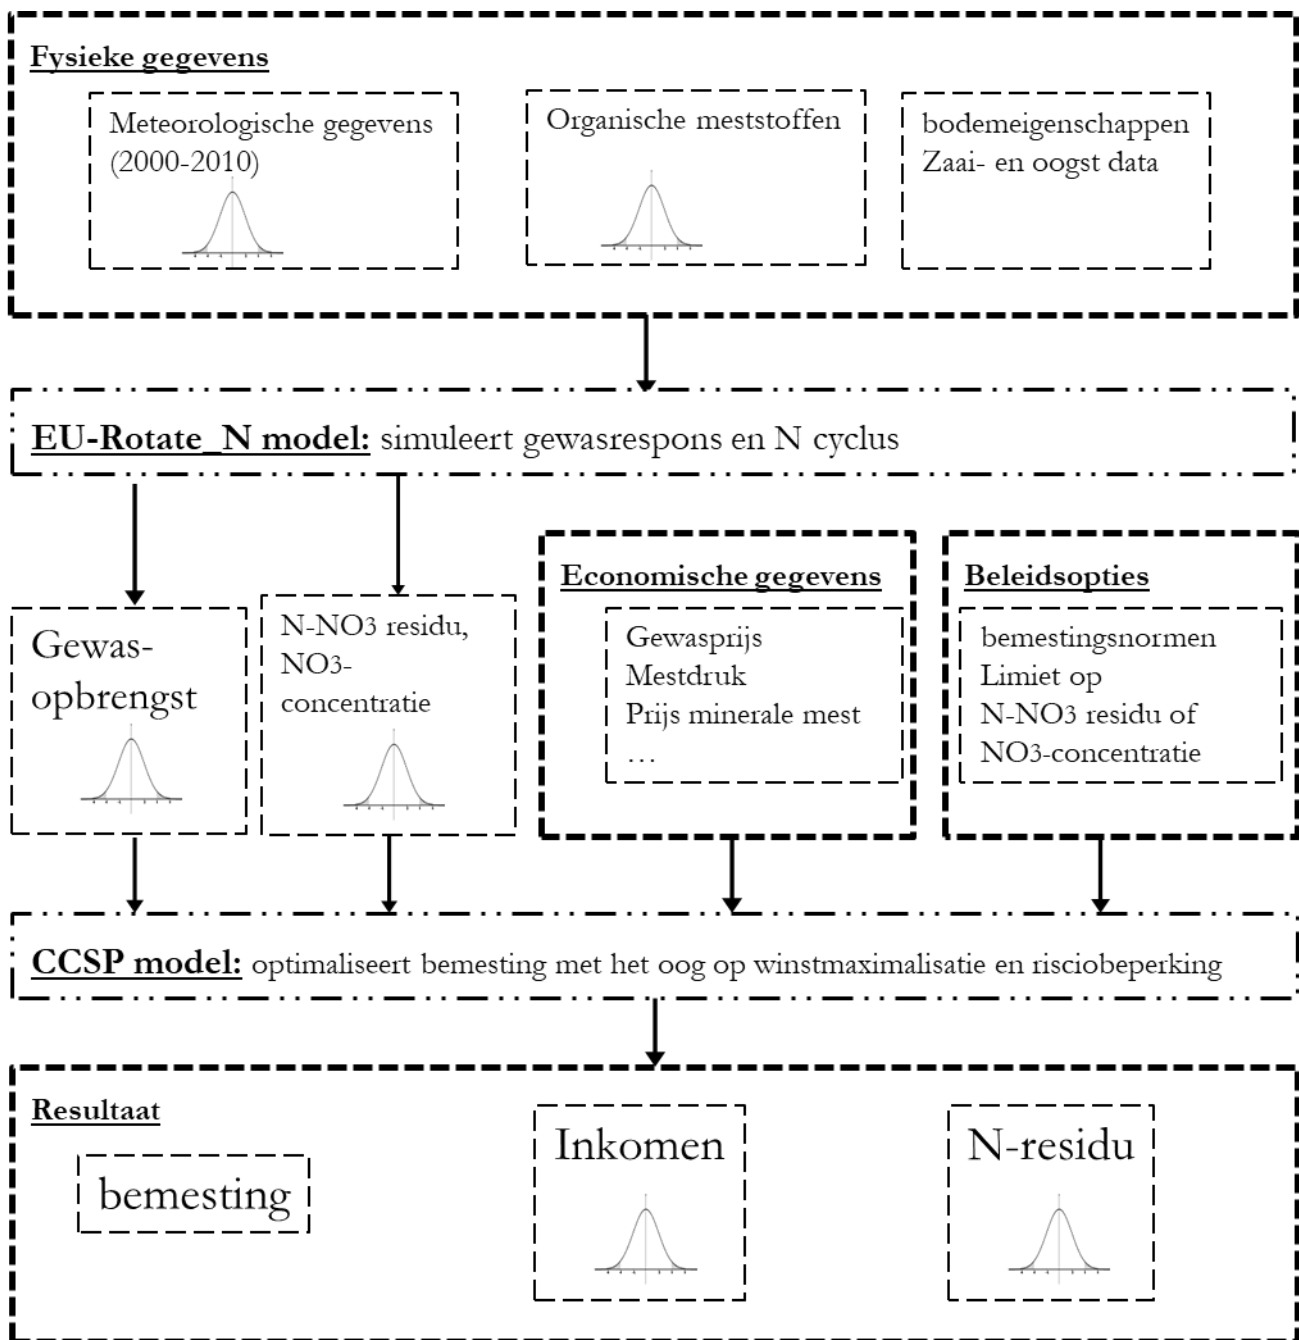 Fysieke gegevens
Meteorologische gegevens
(2000-2010)
Organische meststoffen
bodemeigenschappen
Zaai- en oogst data
EU-Rotate_N model: simuleert gewasrespons en N cyclus
Gewas-
opbrengst
N-NO3 residu,
NO3-
concentratie
Economische gegevens
Gewasprijs
Mestdruk
Prijs minerale mest
…
Beleidsopties
bemestingsnormen
Limiet op
N-NO3 residu of
NO3-concentratie
CCSP model: optimaliseert bemesting met het oog op winstmaximalisatie en risciobeperking
Resultaat
bemesting
Inkomen
N-residu